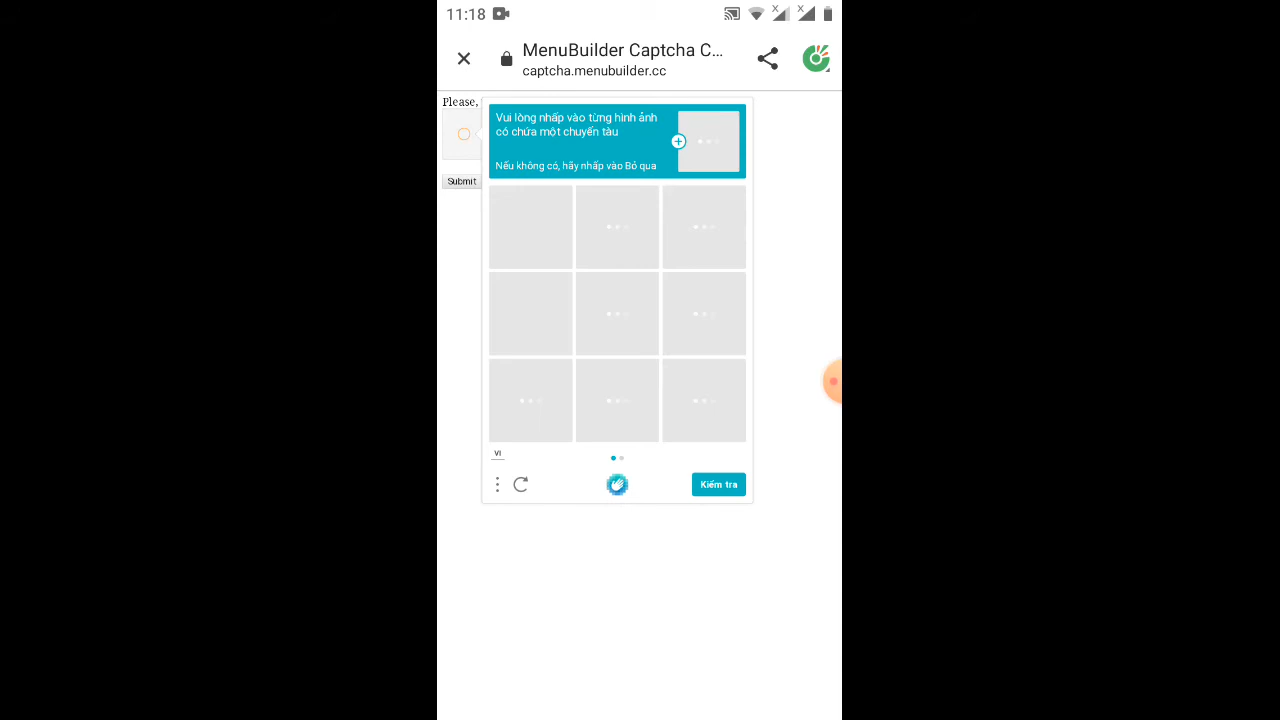 11:18
MenuBuilder Captcha C...
captcha.menubuilder.cc
Please,
Vui lòng nhấp vào từng hình ảnh
có chứa một chuyến tàu
Nếu không có, hãy nhấp vào Bỏ qua
Submit
VI
Kiểm tra